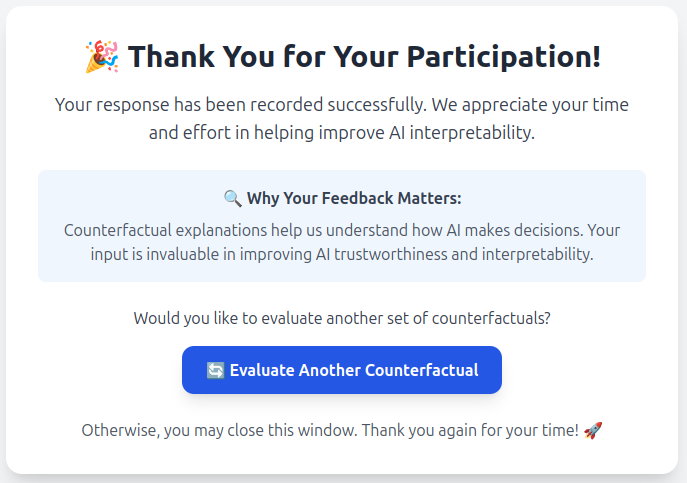 🎉 Thank You for Your Participation!
Your response has been recorded successfully. We appreciate your time
and effort in helping improve AI interpretability.
🔍 Why Your Feedback Matters:
Counterfactual explanations help us understand how AI makes decisions. Your
input is invaluable in improving AI trustworthiness and interpretability.
Would you like to evaluate another set of counterfactuals?
🔄 Evaluate Another Counterfactual
Otherwise, you may close this window. Thank you again for your time! 🚀